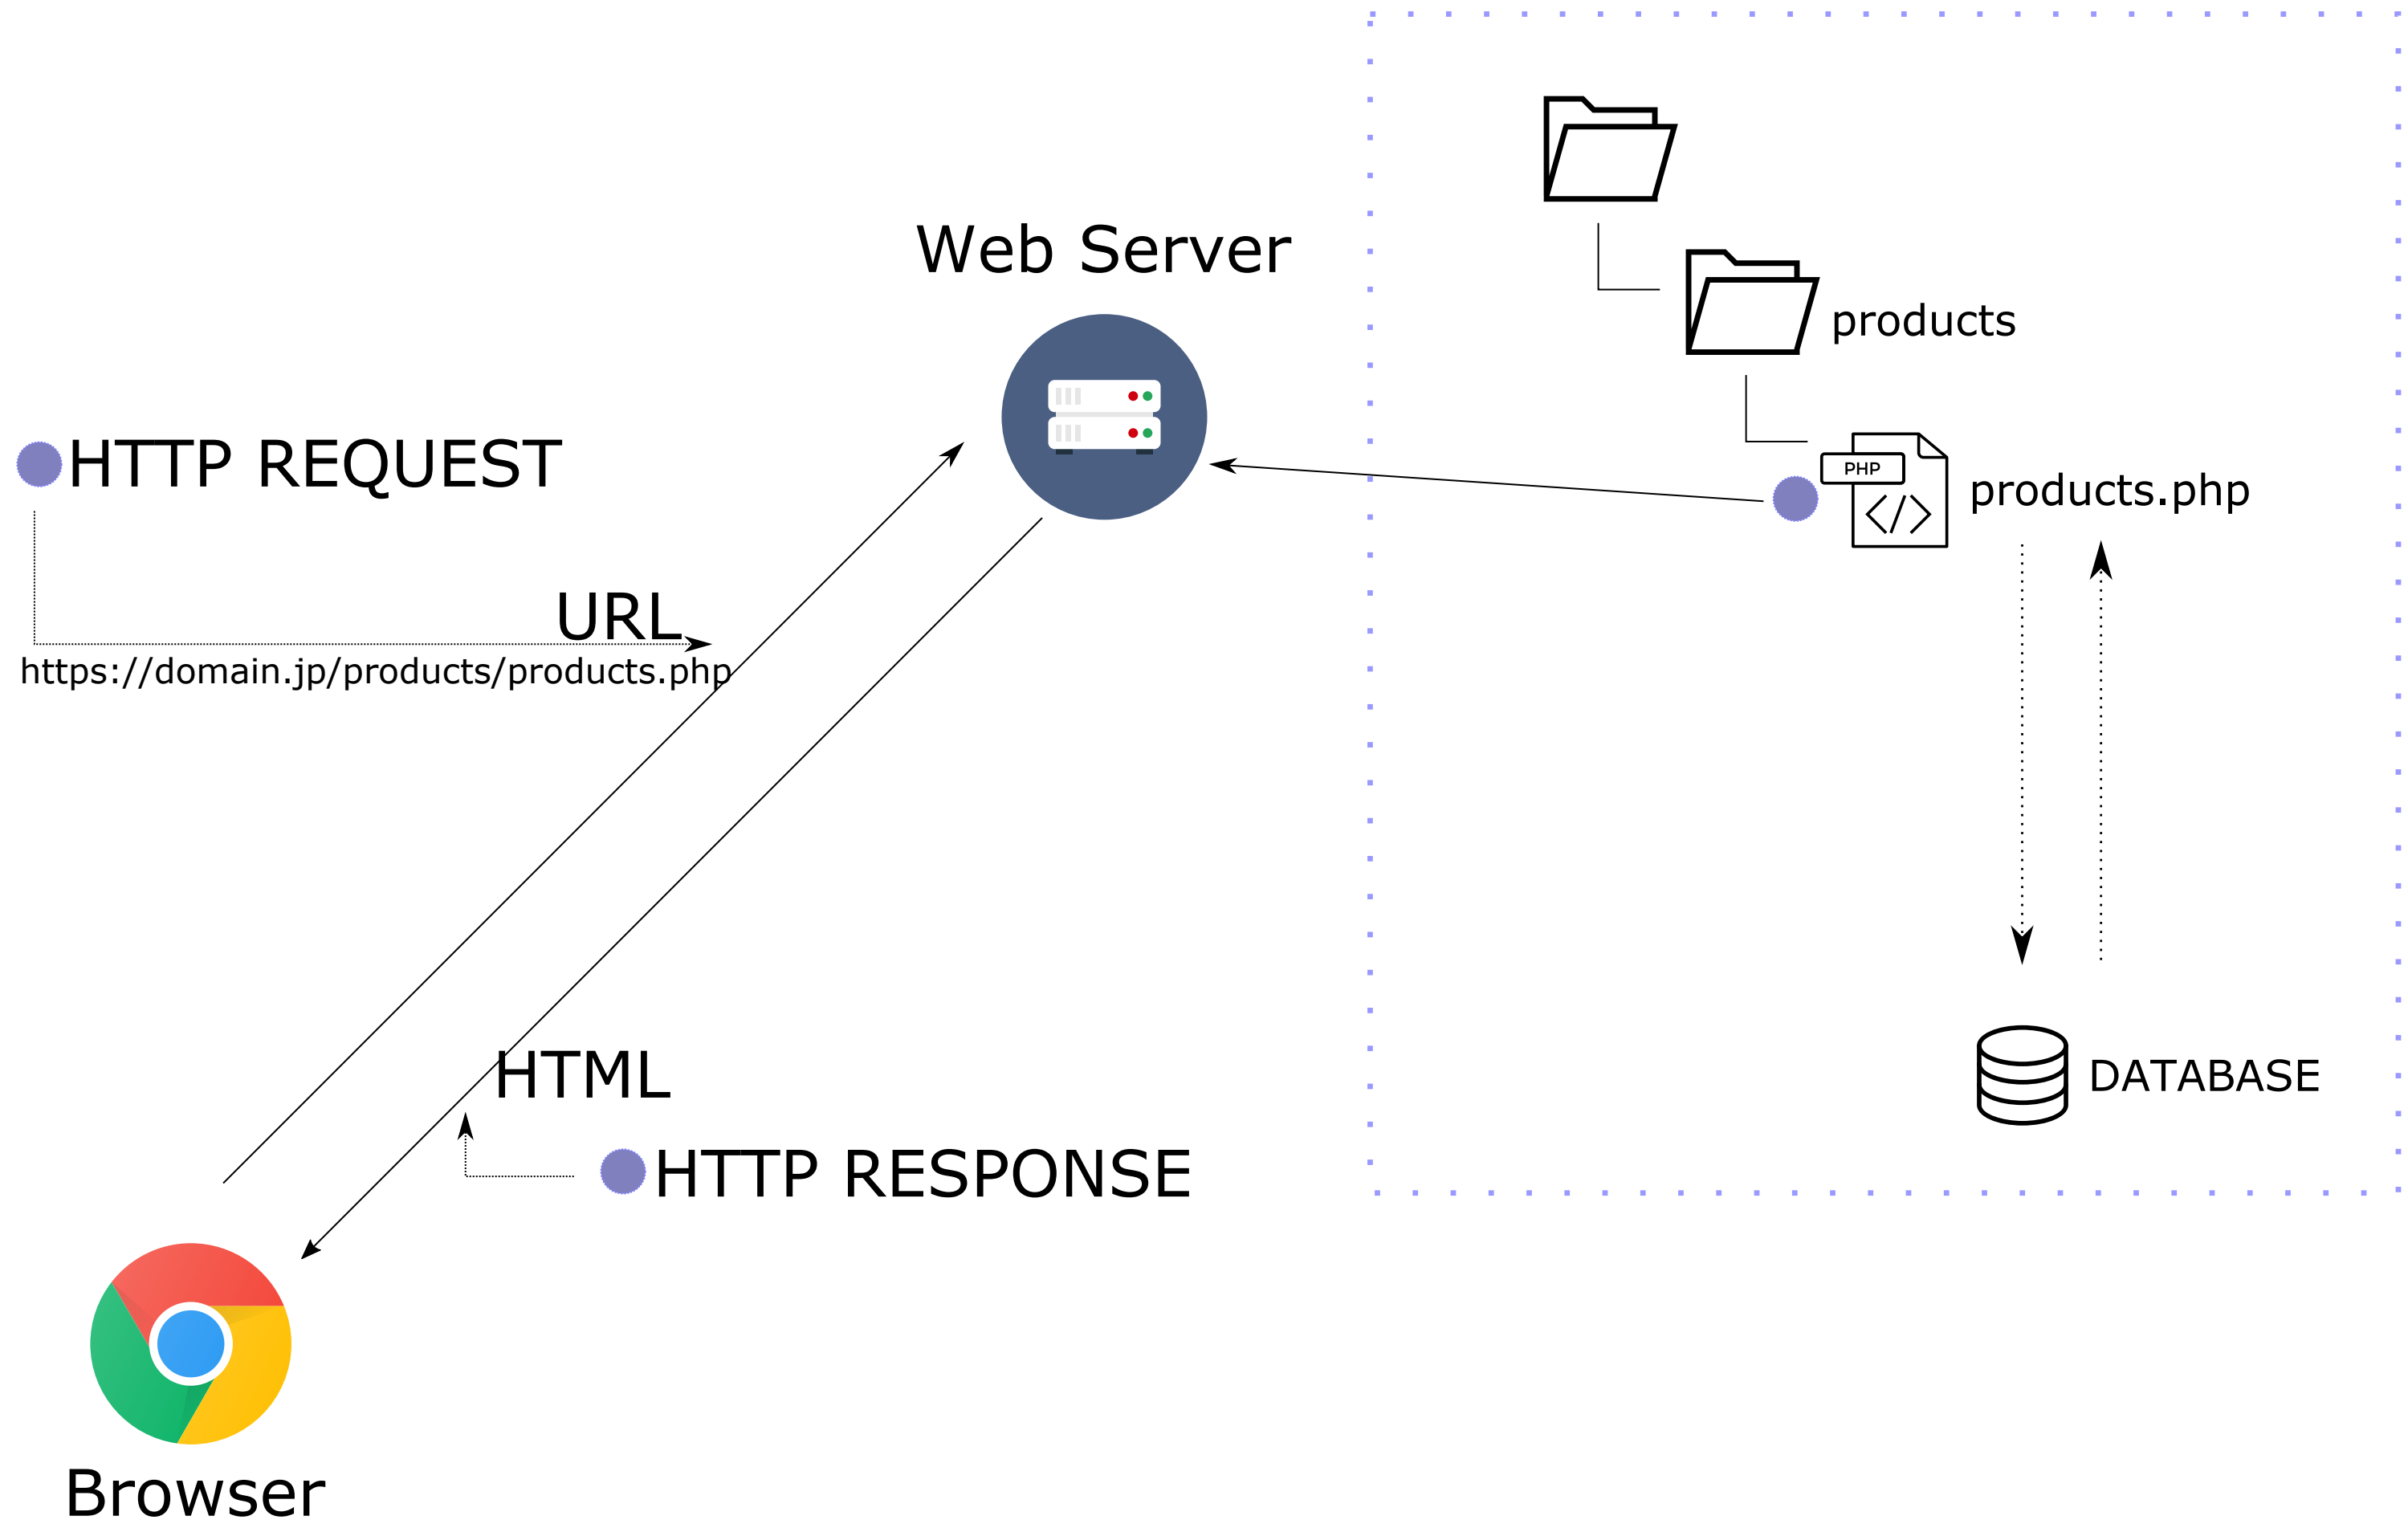 Web Server
products
HTTP REQUEST
PHP
products.php
URL
https://domain.jp/products/products.php
HTML
DATABASE
HTTP RESPONSE
Browser